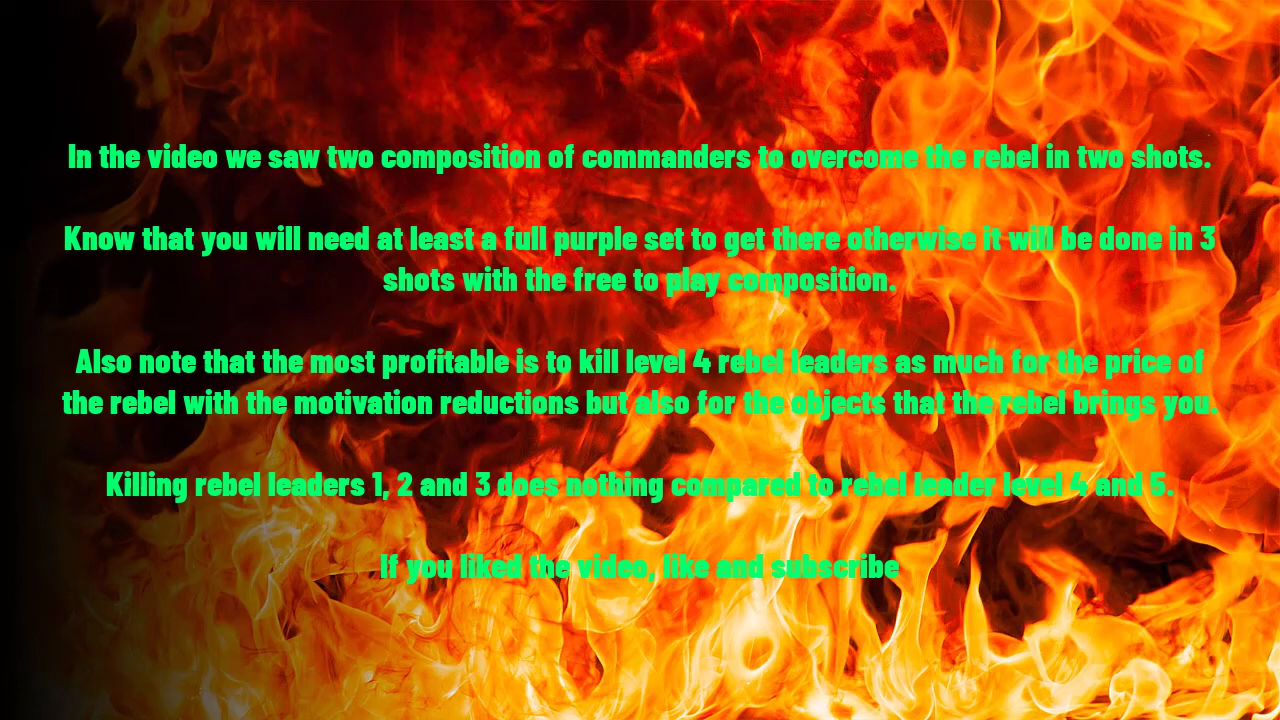 In the video we saw two composition of commanders to overcome the rebel in two shots.
Know that you will need at least a full purple set to get there otherwise it will be done in 3
shots with the free to play composition.
Also note that the most profitable is to kill level 4 rebel leaders as much for the price of
the rebel with the motivation reductions but also for the objects that the rebel brings you.
Killing rebel leaders 1, 2 and 3 does nothing compared to rebel leader level 4 and 5.
If you liked the video, like and subscribe